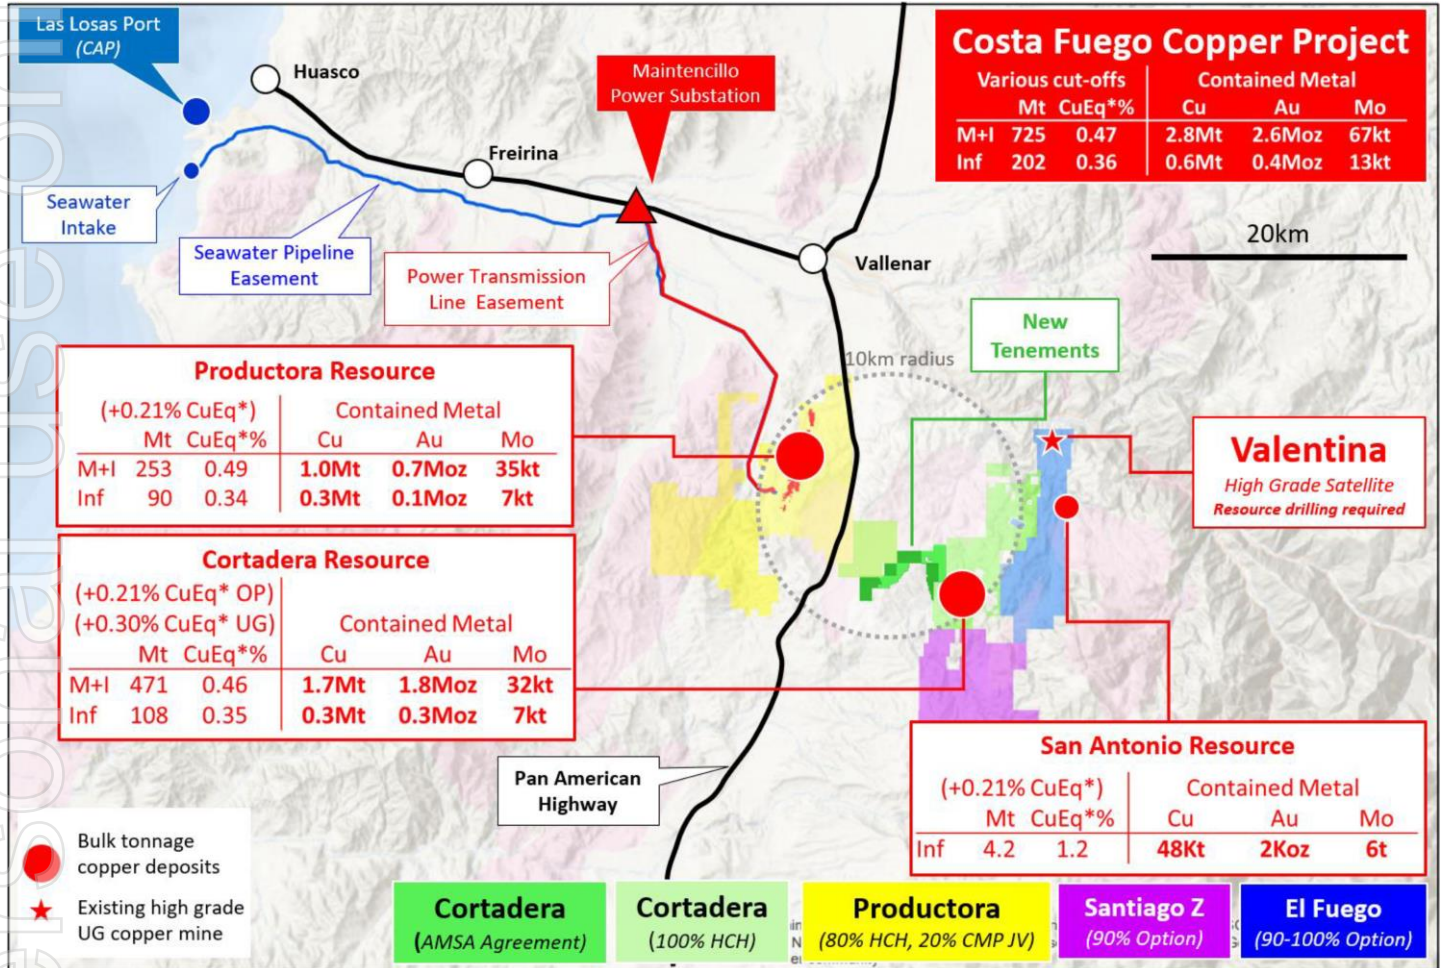 Las Losas Port
(CAP)
Huasco
Maintencillo
Power Substation
Costa Fuego Copper Project
Various cut-offs Contained Metal
Mt CuEq*% Cu Au Mo
M+I 725 0.47 2.8Mt 2.6Moz 67kt
Inf 202 0.36 0.6Mt 0.4Moz 13kt
Freirina
Seawater
Intake
Seawater Pipeline
Easement
Power Transmission
Line Easement
Vallenar
20km
New
Tenements
10km radius
Productora Resource
(+0.21% CuEq*) Contained Metal
Mt CuEq*% Cu Au Mo
M+I 253 0.49 1.0Mt 0.7Moz 35kt
Inf 90 0.34 0.3Mt 0.1Moz 7kt
Valentina
High Grade Satellite
Resource drilling required
Cortadera Resource
(+0.21% CuEq* OP)
(+0.30% CuEq* UG) Contained Metal
Mt CuEq*% Cu Au Mo
M+I 471 0.46 1.7Mt 1.8Moz 32kt
Inf 108 0.35 0.3Mt 0.3Moz 7kt
Pan American
Highway
San Antonio Resource
(+0.21% CuEq*) Contained Metal
Mt CuEq*% Cu Au Mo
Inf 4.2 1.2 48Kt 2Koz 6t
Bulk tonnage
copper deposits
Existing high grade
UG copper mine
Cortadera
(AMSA Agreement)
Cortadera
(100% HCH)
Productora
(80% HCH, 20% CMP JV)
Santiago Z
(90% Option)
El Fuego
(90-100% Option)